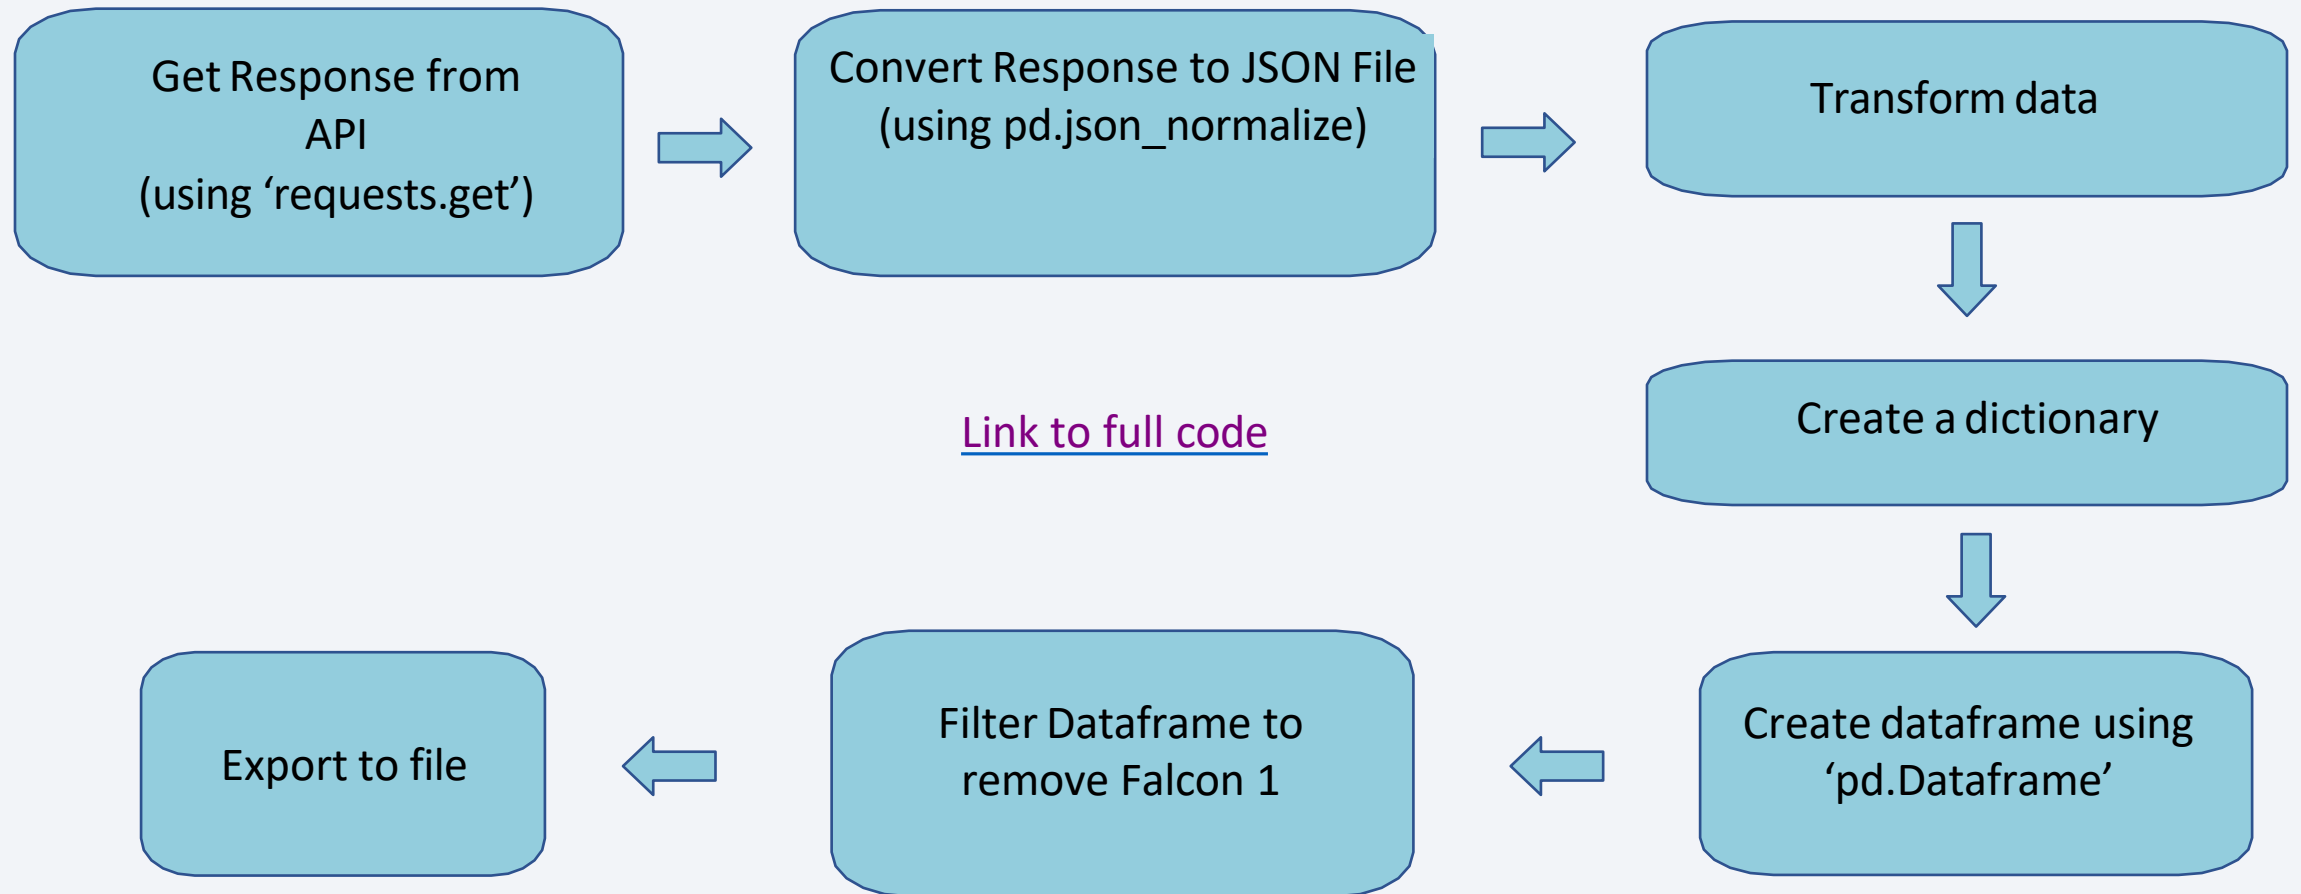 Get Response from
API
(using ‘requests.get’)
Convert Response to JSON File
(using pd.json_normalize)
Transform data
Create a dictionary
Link to full code
Create dataframe using
‘pd.Dataframe’
Filter Dataframe to
remove Falcon 1
Export to file